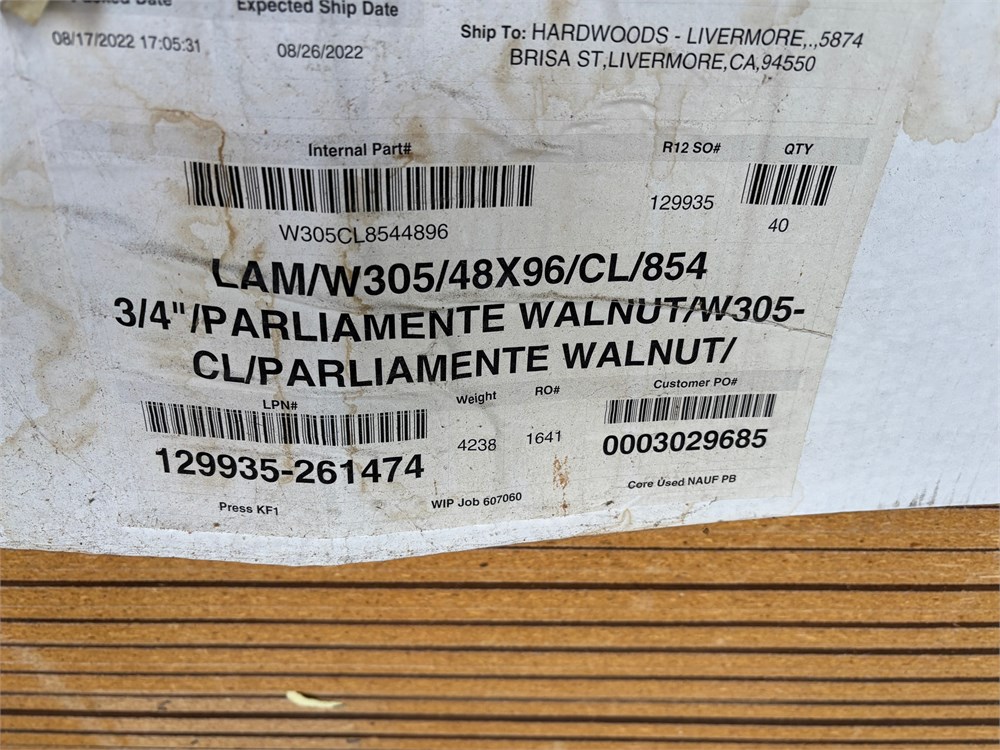 Packed Date Expected Ship Date
08/17/2022 17:05:31 08/26/2022
Ship To: HARDWOODS - LIVERMORE,.,5874
BRISA ST,LIVERMORE,CA,94550
Internal Part# R12 SO# QTY
129935
W305CL8544896 40
LAM/W305/48X96/CL/854
3/4"/PARLIAMENTE WALNUT/W305-
CL/PARLIAMENTE WALNUT/
LPN# Weight RO# Customer PO#
4238 1641
129935-261474 0003029685
Press KF1 WIP Job 607060 Core Used NAUF PB